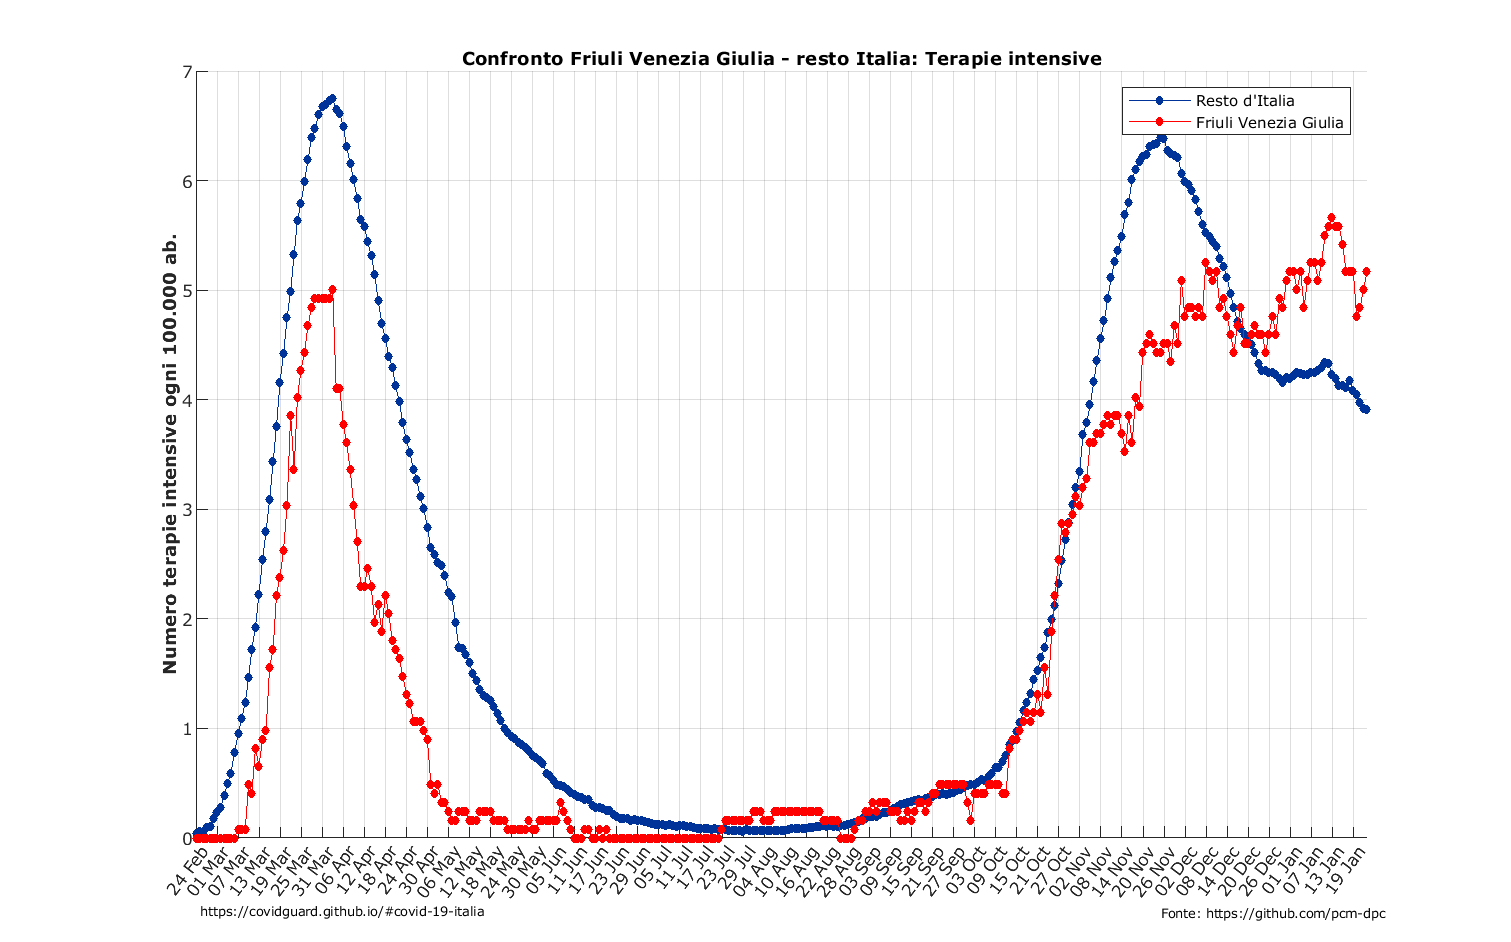 Confronto Friuli Venezia Giulia - resto Italia: Terapie intensive
Resto d'Italia
Friuli Venezia Giulia
Numero terapie intensive ogni 100.000 ab.
7
6
5
4
3
2
1
0
24 Feb
01 Mar
07 Mar
13 Mar
19 Mar
25 Mar
31 Mar
06 Apr
12 Apr
18 Apr
24 Apr
30 Apr
06 May
12 May
18 May
24 May
30 May
05 Jun
11 Jun
17 Jun
23 Jun
29 Jun
05 Jul
11 Jul
17 Jul
23 Jul
29 Jul
04 Aug
10 Aug
16 Aug
22 Aug
28 Aug
03 Sep
09 Sep
15 Sep
21 Sep
27 Sep
03 Oct
09 Oct
15 Oct
21 Oct
27 Oct
02 Nov
08 Nov
14 Nov
20 Nov
26 Nov
02 Dec
08 Dec
14 Dec
20 Dec
26 Dec
01 Jan
07 Jan
13 Jan
19 Jan
https://covidguard.github.io/#covid-19-italia
Fonte: https://github.com/pcm-dpc